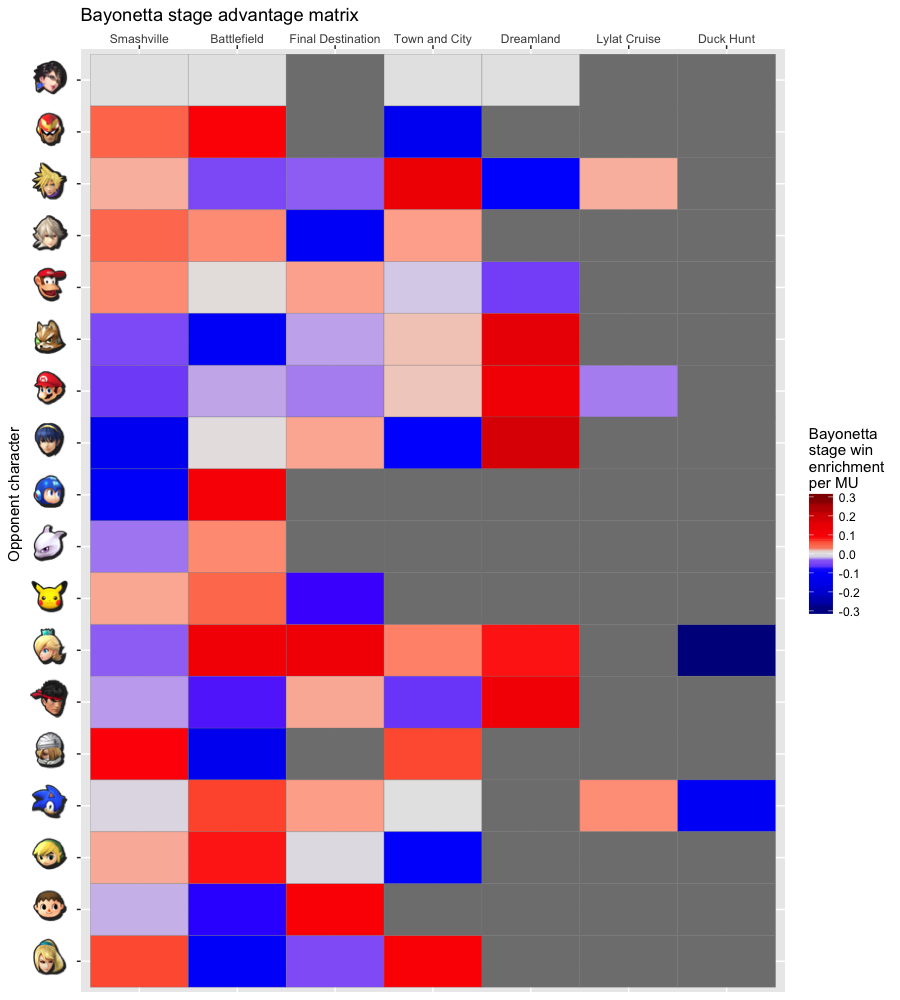 Bayonetta stage advantage matrix
Smashville Battlefield Final Destination Town and City Dreamland Lylat Cruise Duck Hunt
Opponent character
Bayonetta
stage win
enrichment
per MU
0.3
0.2
0.1
0.0
-0.1
-0.2
-0.3